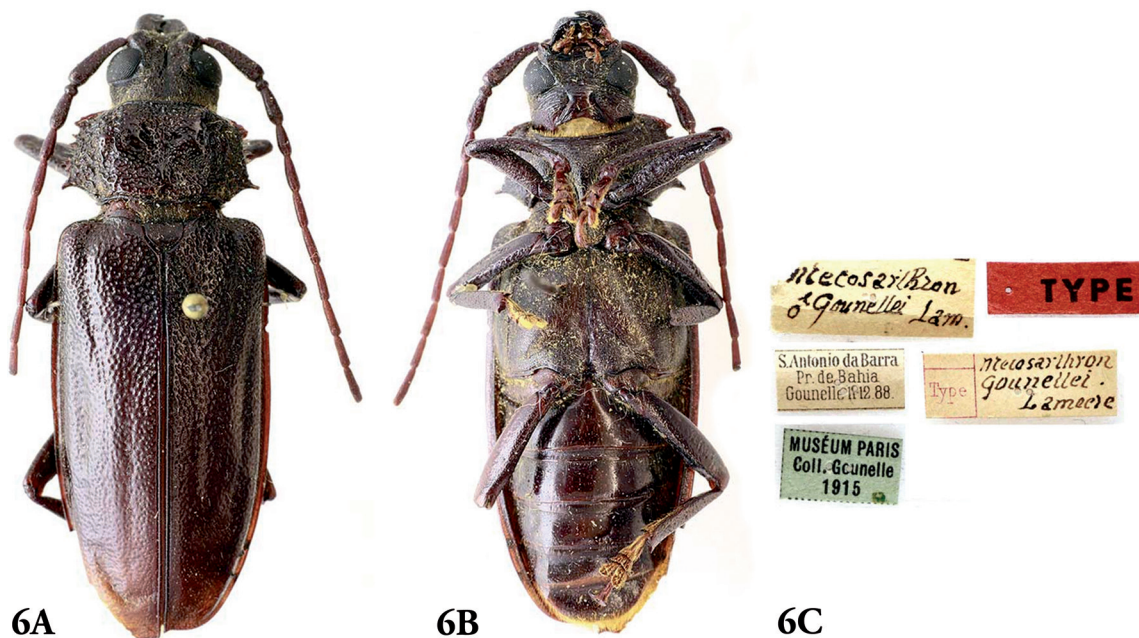 Mecosarthron
♂ Gounellei Lam.
TYPE
S. Antonio da Barra
Pr. de Bahia
Gounelle 11-12 88.
Type
Mecosarthron
gounellei.
Lameere
MUSÉUM PARIS
Coll. Gounelle
1915
6A
6B
6C